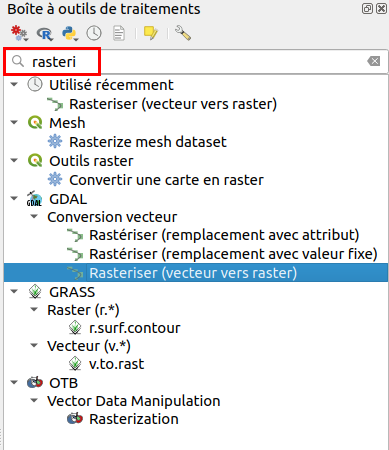 Boîte à outils de traitements
rasteri
Utilisé récemment
Rasteriser (vecteur vers raster)
Mesh
Rasterize mesh dataset
Outils raster
Convertir une carte en raster
GDAL
Conversion vecteur
Rastériser (remplacement avec attribut)
Rastériser (remplacement avec valeur fixe)
Rasteriser (vecteur vers raster)
GRASS
Raster (r.*)
r.surf.contour
Vecteur (v.*)
v.to.rast
OTB
Vector Data Manipulation
Rasterization